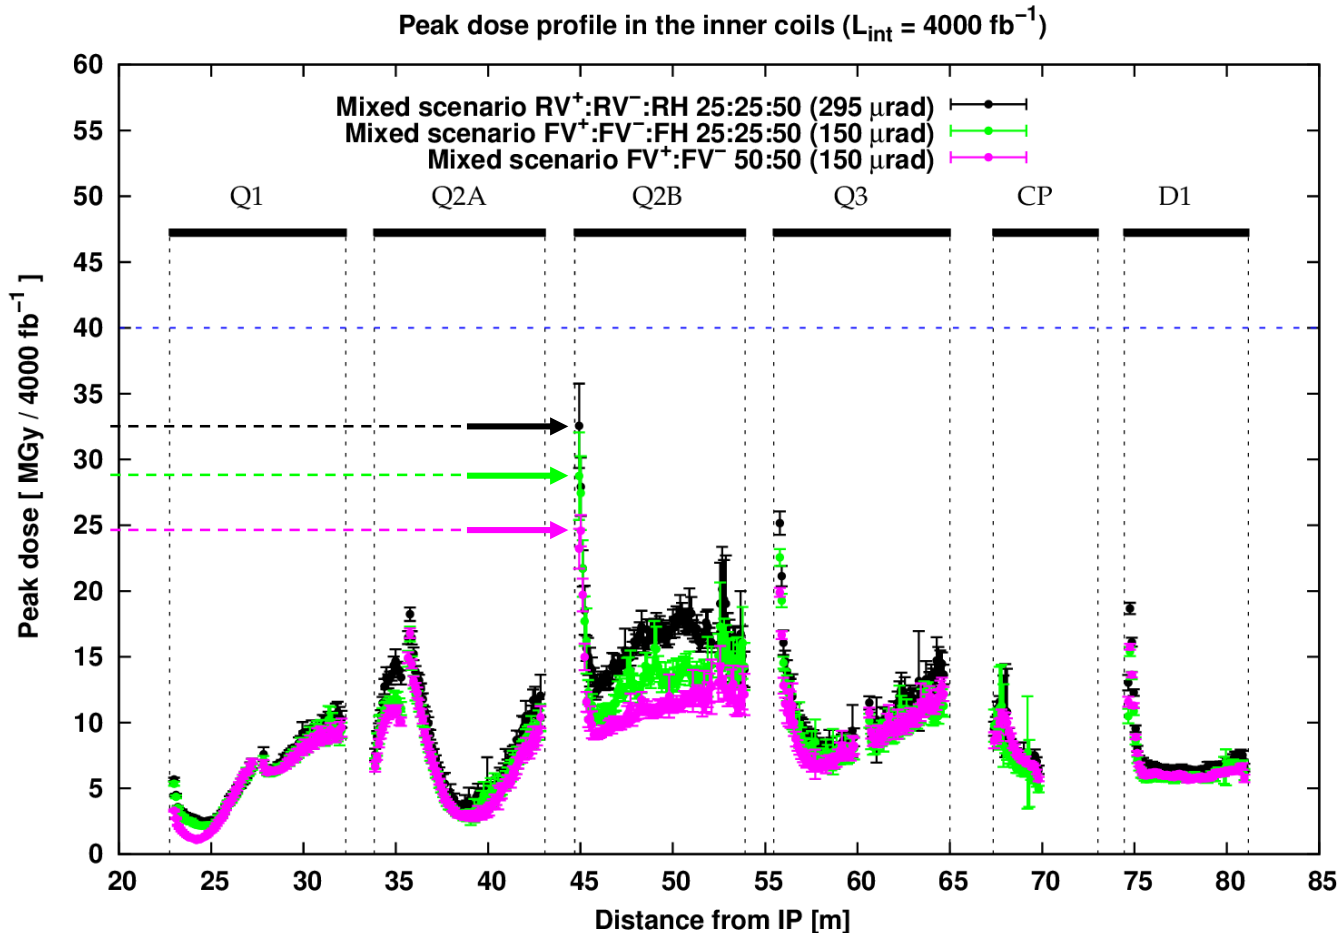 Peak dose profile in the inner coils (L_int = 4000 fb⁻¹)
Mixed scenario RV⁺:RV⁻:RH 25:25:50 (295 μrad)
Mixed scenario FV⁺:FV⁻:FH 25:25:50 (150 μrad)
Mixed scenario FV⁺:FV⁻ 50:50 (150 μrad)
Q1 Q2A Q2B Q3 CP D1
Peak dose [ MGy / 4000 fb⁻¹ ]
60
55
50
45
40
35
30
25
20
15
10
5
0
20 25 30 35 40 45 50 55 60 65 70 75 80 85
Distance from IP [m]